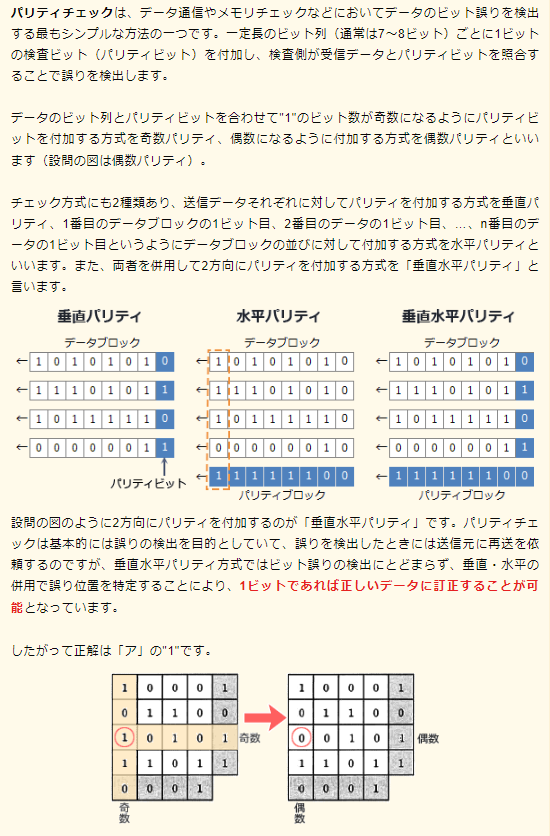 パリティチェックは、データ通信やメモリチェックなどにおいてデータのビット誤りを検出
する最もシンプルな方法の一つです。一定長のビット列（通常は7～8ビット）ごとに1ビット
の検査ビット（パリティビット）を付加し、検査側が受信データとパリティビットを照合す
ることで誤りを検出します。
データのビット列とパリティビットを合わせて"1"のビット数が奇数になるようにパリティビ
ットを付加する方式を奇数パリティ、偶数になるように付加する方式を偶数パリティといい
ます（設問の図は偶数パリティ）。
チェック方式にも2種類あり、送信データそれぞれに対してパリティを付加する方式を垂直パ
リティ、1番目のデータブロックの1ビット目、2番目のデータの1ビット目、…、n番目のデ
ータの1ビット目というようにデータブロックの並びに対して付加する方式を水平パリティと
いいます。また、両者を併用して2方向にパリティを付加する方式を「垂直水平パリティ」と
言います。
垂直パリティ 水平パリティ 垂直水平パリティ
データブロック データブロック データブロック
←1 0 1 0 1 0 1 0 ←1 0 1 0 1 0 1 0 ←1 0 1 0 1 0 1 0
←1 1 1 0 1 0 1 1 ←1 1 1 0 1 0 1 0 ←1 1 1 0 1 0 1 1
←1 0 1 1 1 1 1 0 ←1 0 1 1 1 1 1 0 ←1 0 1 1 1 1 1 0
←0 0 0 0 0 0 1 1 ←0 0 0 0 0 0 1 0 ←0 0 0 0 0 0 1 1
←1 1 1 1 1 1 0 0 ←1 1 1 1 1 1 0 0
パリティビット パリティブロック パリティブロック
設問の図のように2方向にパリティを付加するのが「垂直水平パリティ」です。パリティチェ
ックは基本的には誤りの検出を目的としていて、誤りを検出したときには送信元に再送を依
頼するのですが、垂直水平パリティ方式ではビット誤りの検出にとどまらず、垂直・水平の
併用で誤り位置を特定することにより、1ビットであれば正しいデータに訂正することが可
能となっています。
したがって正解は「ア」の"1"です。
1 0 0 0 1 1 0 0 0 1
0 1 1 0 0 0 1 1 0 0
1 0 1 0 1 奇数 0 0 1 0 1 偶数
1 1 0 1 1 1 1 0 1 1
0 0 0 1 0 0 0 1
奇数 偶数